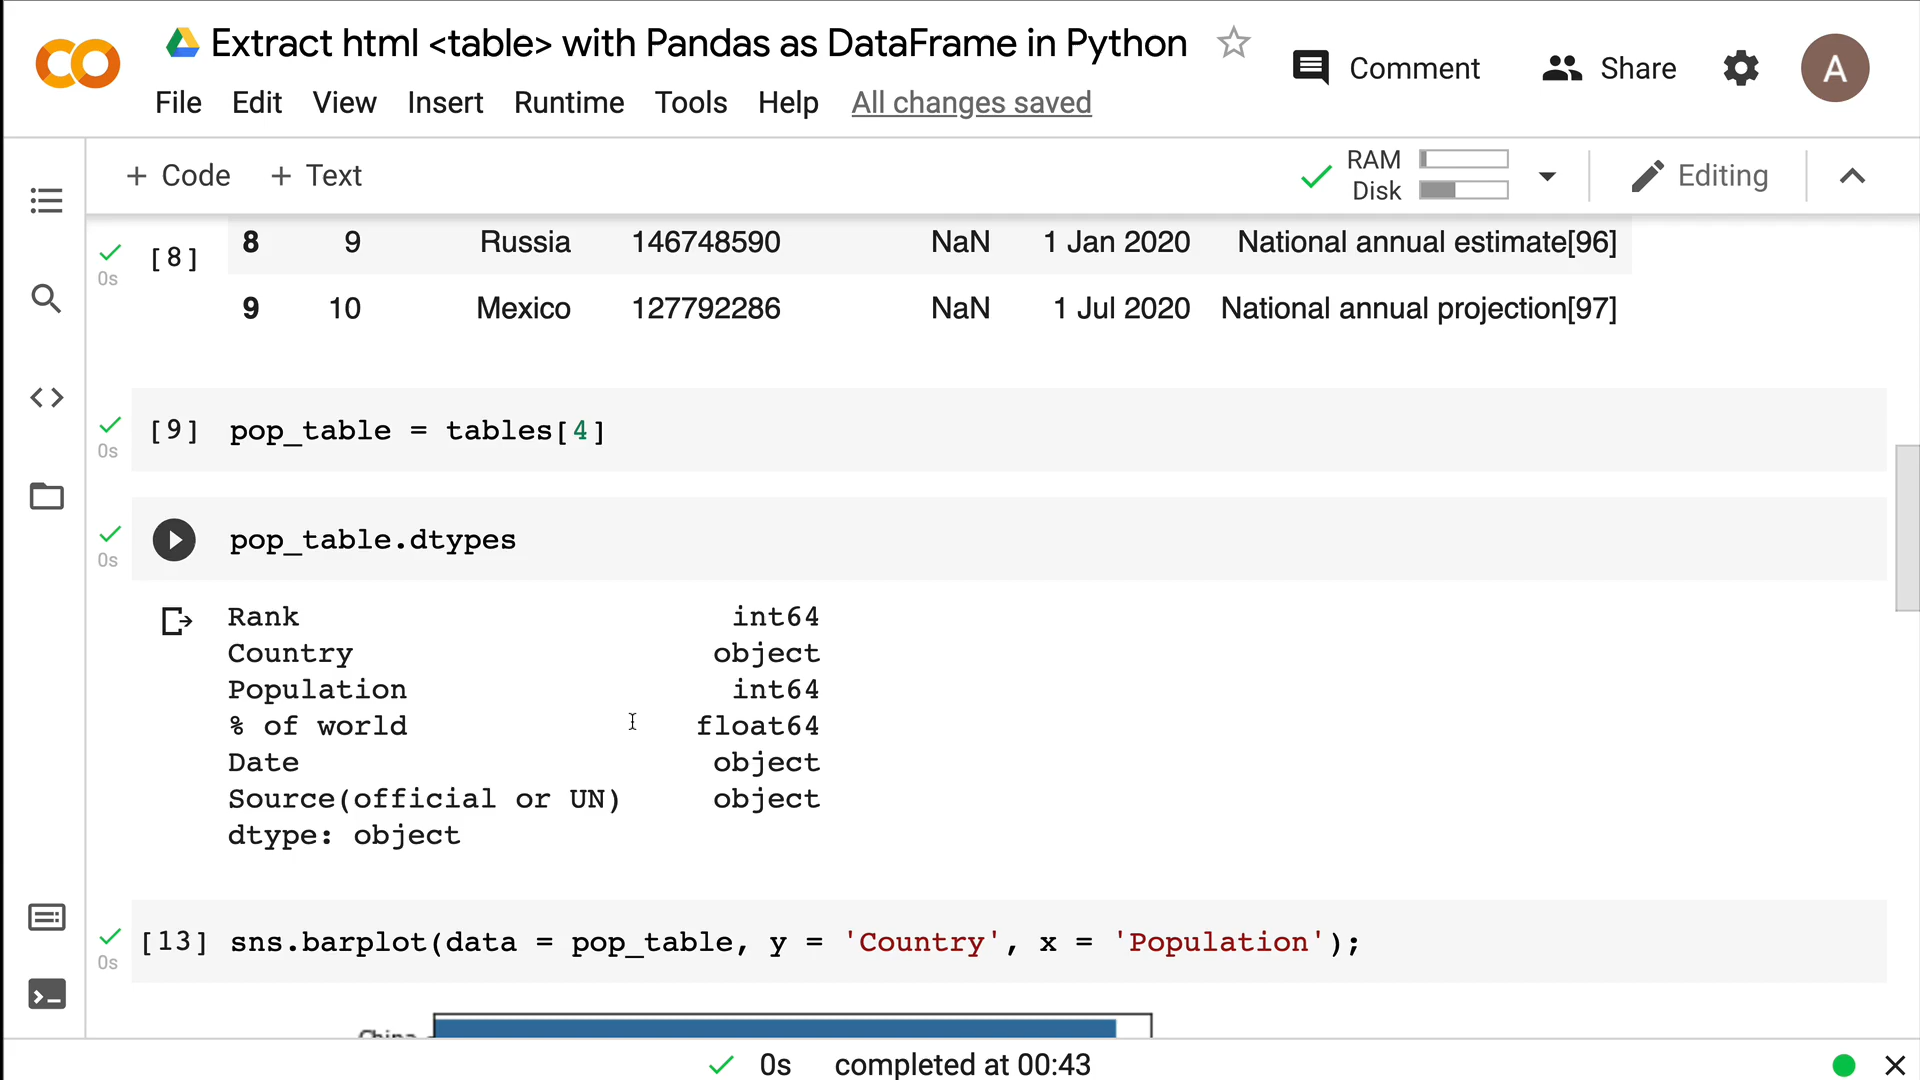 Extract html <table> with Pandas as DataFrame in Python
Comment
Share
A
File Edit View Insert Runtime Tools Help All changes saved
+ Code + Text
RAM
Disk
Editing
[8] 8 9 Russia 146748590 NaN 1 Jan 2020 National annual estimate[96]
0s
9 10 Mexico 127792286 NaN 1 Jul 2020 National annual projection[97]
[9] pop_table = tables[4]
0s
pop_table.dtypes
0s
Rank int64
Country object
Population int64
% of world float64
Date object
Source(official or UN) object
dtype: object
[13] sns.barplot(data = pop_table, y = 'Country', x = 'Population');
0s
China
0s completed at 00:43